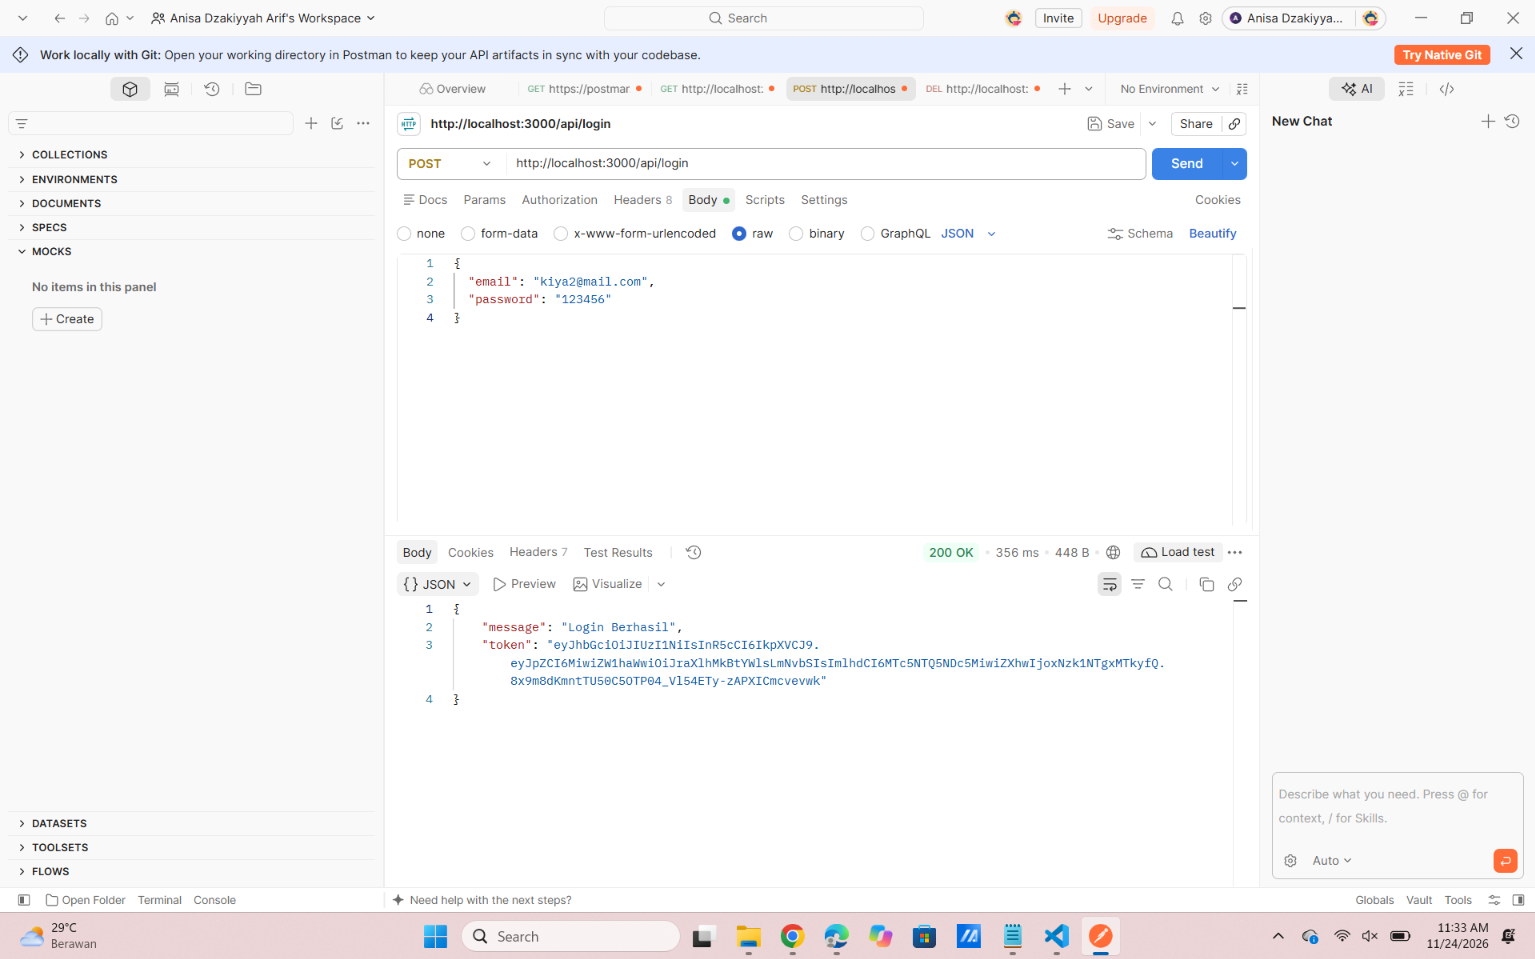 Anisa Dzakiyyah Arif's Workspace
Search
Invite
Upgrade
Anisa Dzakiyya...
Work locally with Git: Open your working directory in Postman to keep your API artifacts in sync with your codebase.
Try Native Git
Overview
GET https://postmar
GET http://localhost:
POST http://localhos
DEL http://localhost:
No Environment
AI
http://localhost:3000/api/login
Save
Share
New Chat
COLLECTIONS
ENVIRONMENTS
DOCUMENTS
SPECS
MOCKS
No items in this panel
Create
POST
http://localhost:3000/api/login
Send
Docs
Params
Authorization
Headers 8
Body
Scripts
Settings
Cookies
none
form-data
x-www-form-urlencoded
raw
binary
GraphQL
JSON
Schema
Beautify
1 {
2 "email": "kiya2@mail.com",
3 "password": "123456"
4 }
Body
Cookies
Headers 7
Test Results
200 OK
356 ms
448 B
Load test
{} JSON
Preview
Visualize
1 {
2 "message": "Login Berhasil",
3 "token": "eyJhbGciOiJIUzI1NiIsInR5cCI6IkpXVCJ9.
eyJpZCI6MiwiZW1haWwiOiJraXlhMkBtYWlsLmNvbSIsImlhdCI6MTc5NTQ5NDc5MiwiZXhwIjoxNzk1NTgxMTkyfQ.
8x9m8dKmntTU50C5OTP04_Vl54ETy-zAPXICmcvevwk"
4 }
Describe what you need. Press @ for
context, / for Skills.
Auto
DATASETS
TOOLSETS
FLOWS
Open Folder
Terminal
Console
Need help with the next steps?
Globals
Vault
Tools
29°C
Berawan
Search
11:33 AM
11/24/2026